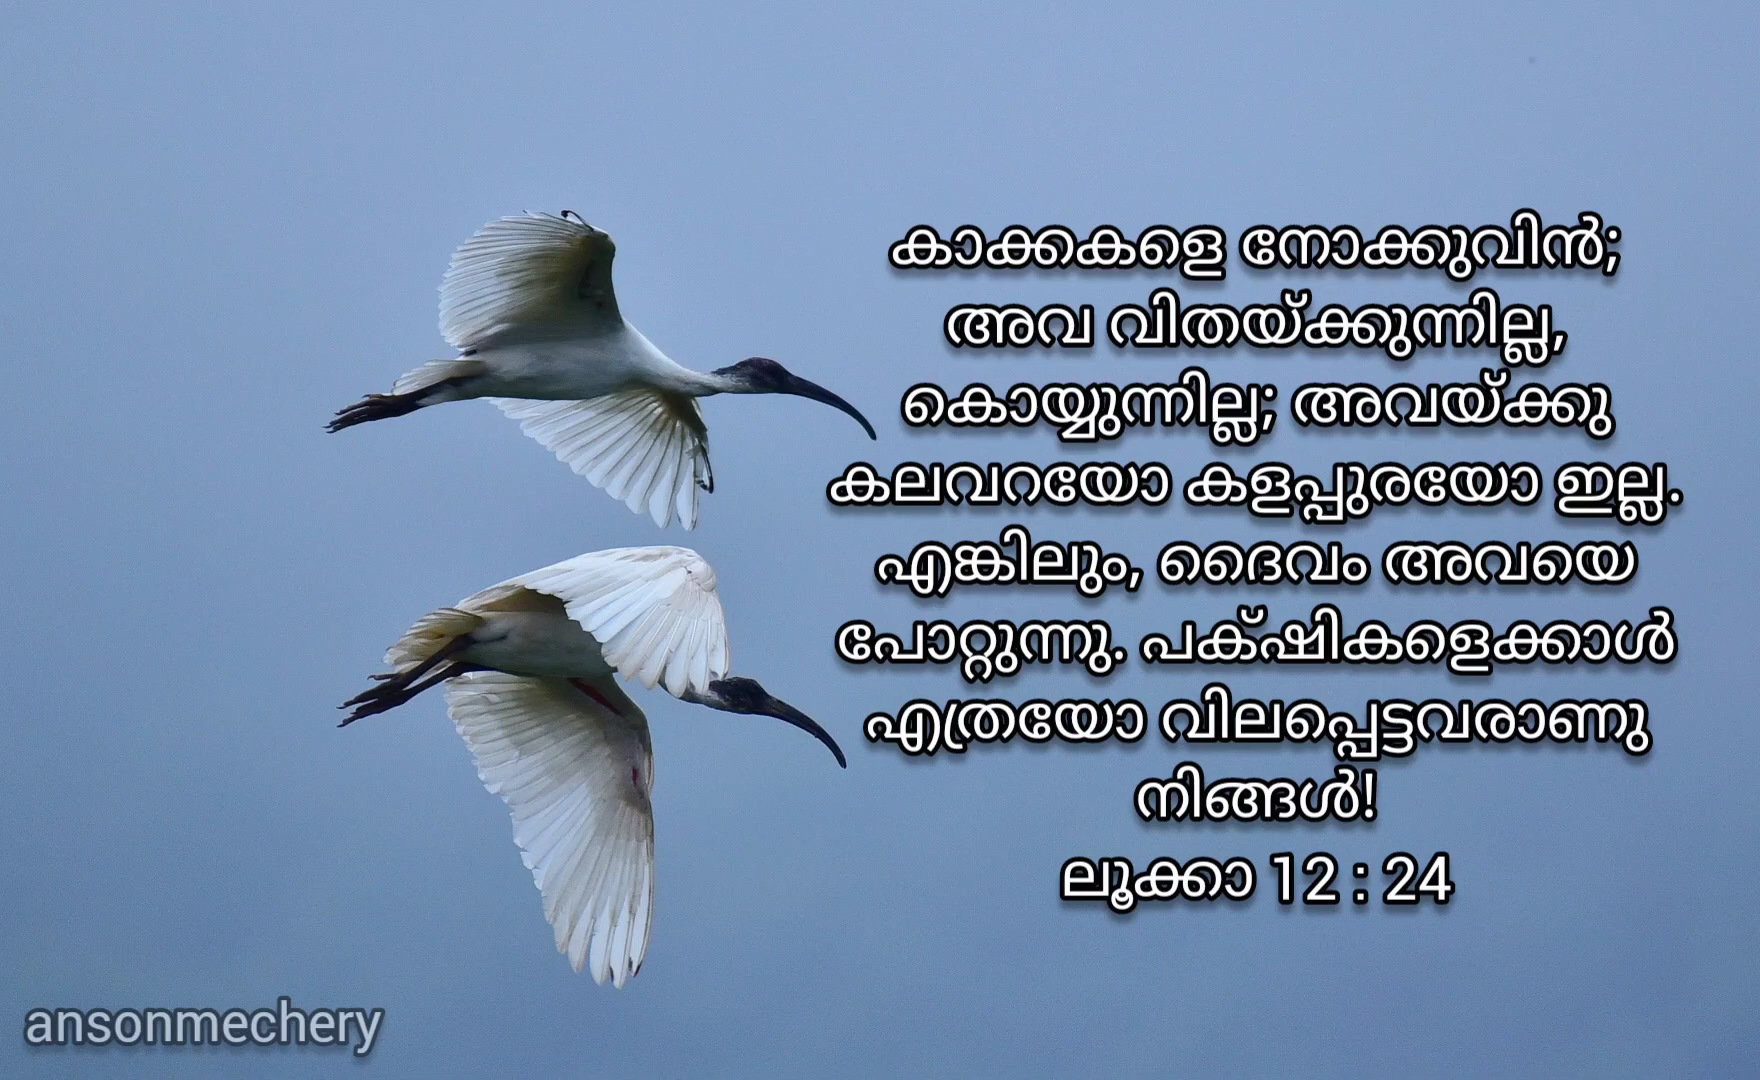 കാക്കകളെ നോക്കുവിൻ;
അവ വിതയ്ക്കുന്നില്ല,
കൊയ്യുന്നില്ല; അവയ്ക്കു
കലവറയോ കളപ്പുരയോ ഇല്ല.
എങ്കിലും, ദൈവം അവയെ
പോറ്റുന്നു. പക്‌ഷികളെക്കാൾ
എത്രയോ വിലപ്പെട്ടവരാണു
നിങ്ങൾ!
ലൂക്കാ 12 : 24
ansonmechery